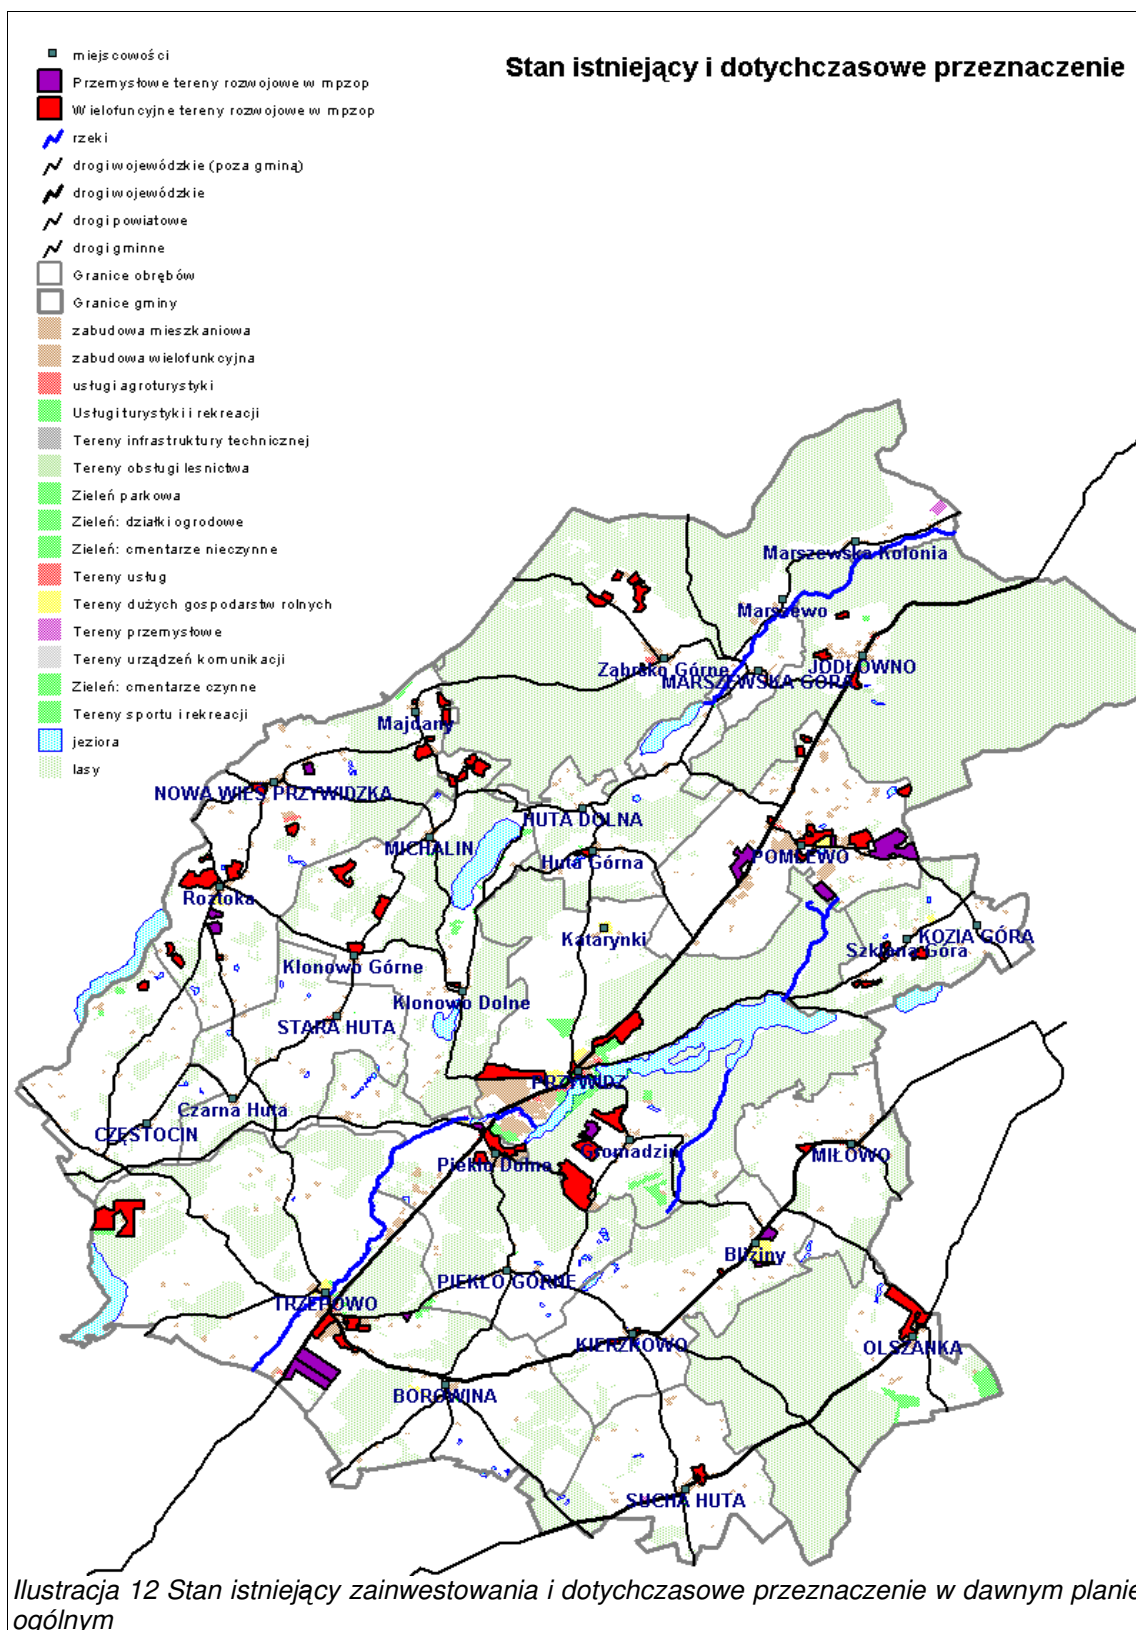 Stan istniejący i dotychczasowe przeznaczenie
miejscowości
Przemysłowe tereny rozwojowe w mpzop
Wielofuncyjne tereny rozwojowe w mpzop
rzeki
drogi wojewódzkie (poza gminą)
drogi wojewódzkie
drogi powiatowe
drogi gminne
Granice obrębów
Granice gminy
zabudowa mieszkaniowa
zabudowa wielofunkcyjna
usługi agroturystyki
Usługi turystyki i rekreacji
Tereny infrastruktury technicznej
Tereny obsługi lesnictwa
Zieleń parkowa
Zieleń: działki ogrodowe
Zieleń: cmentarze nieczynne
Tereny usług
Tereny dużych gospodarstw rolnych
Tereny przemysłowe
Tereny urządzeń komunikacji
Zieleń: cmentarze czynne
Tereny sportu i rekreacji
jeziora
lasy
Marszewska Kolonia
Marszewo
Ząbrsko Górne
JODŁOWNO
MARSZEWSKA GÓRA
Majdany
NOWA WIEŚ PRZYWIDZKA
HUTA DOLNA
MICHALIN
Huta Górna
POMLEWO
Roztoka
Katarynki
KOZIA GÓRA
Szklana Góra
Klonowo Górne
Klonowo Dolne
STARA HUTA
PRZYWIDZ
Czarna Huta
CZĘSTOCIN
Piekło Dolne
Gromadzin
MIŁOWO
Bliziny
PIEKŁO GÓRNE
TRZEPOWO
KIERZKOWO
OLSZANKA
BOROWINA
SUCHA HUTA
Ilustracja 12 Stan istniejący zainwestowania i dotychczasowe przeznaczenie w dawnym planie
ogólnym